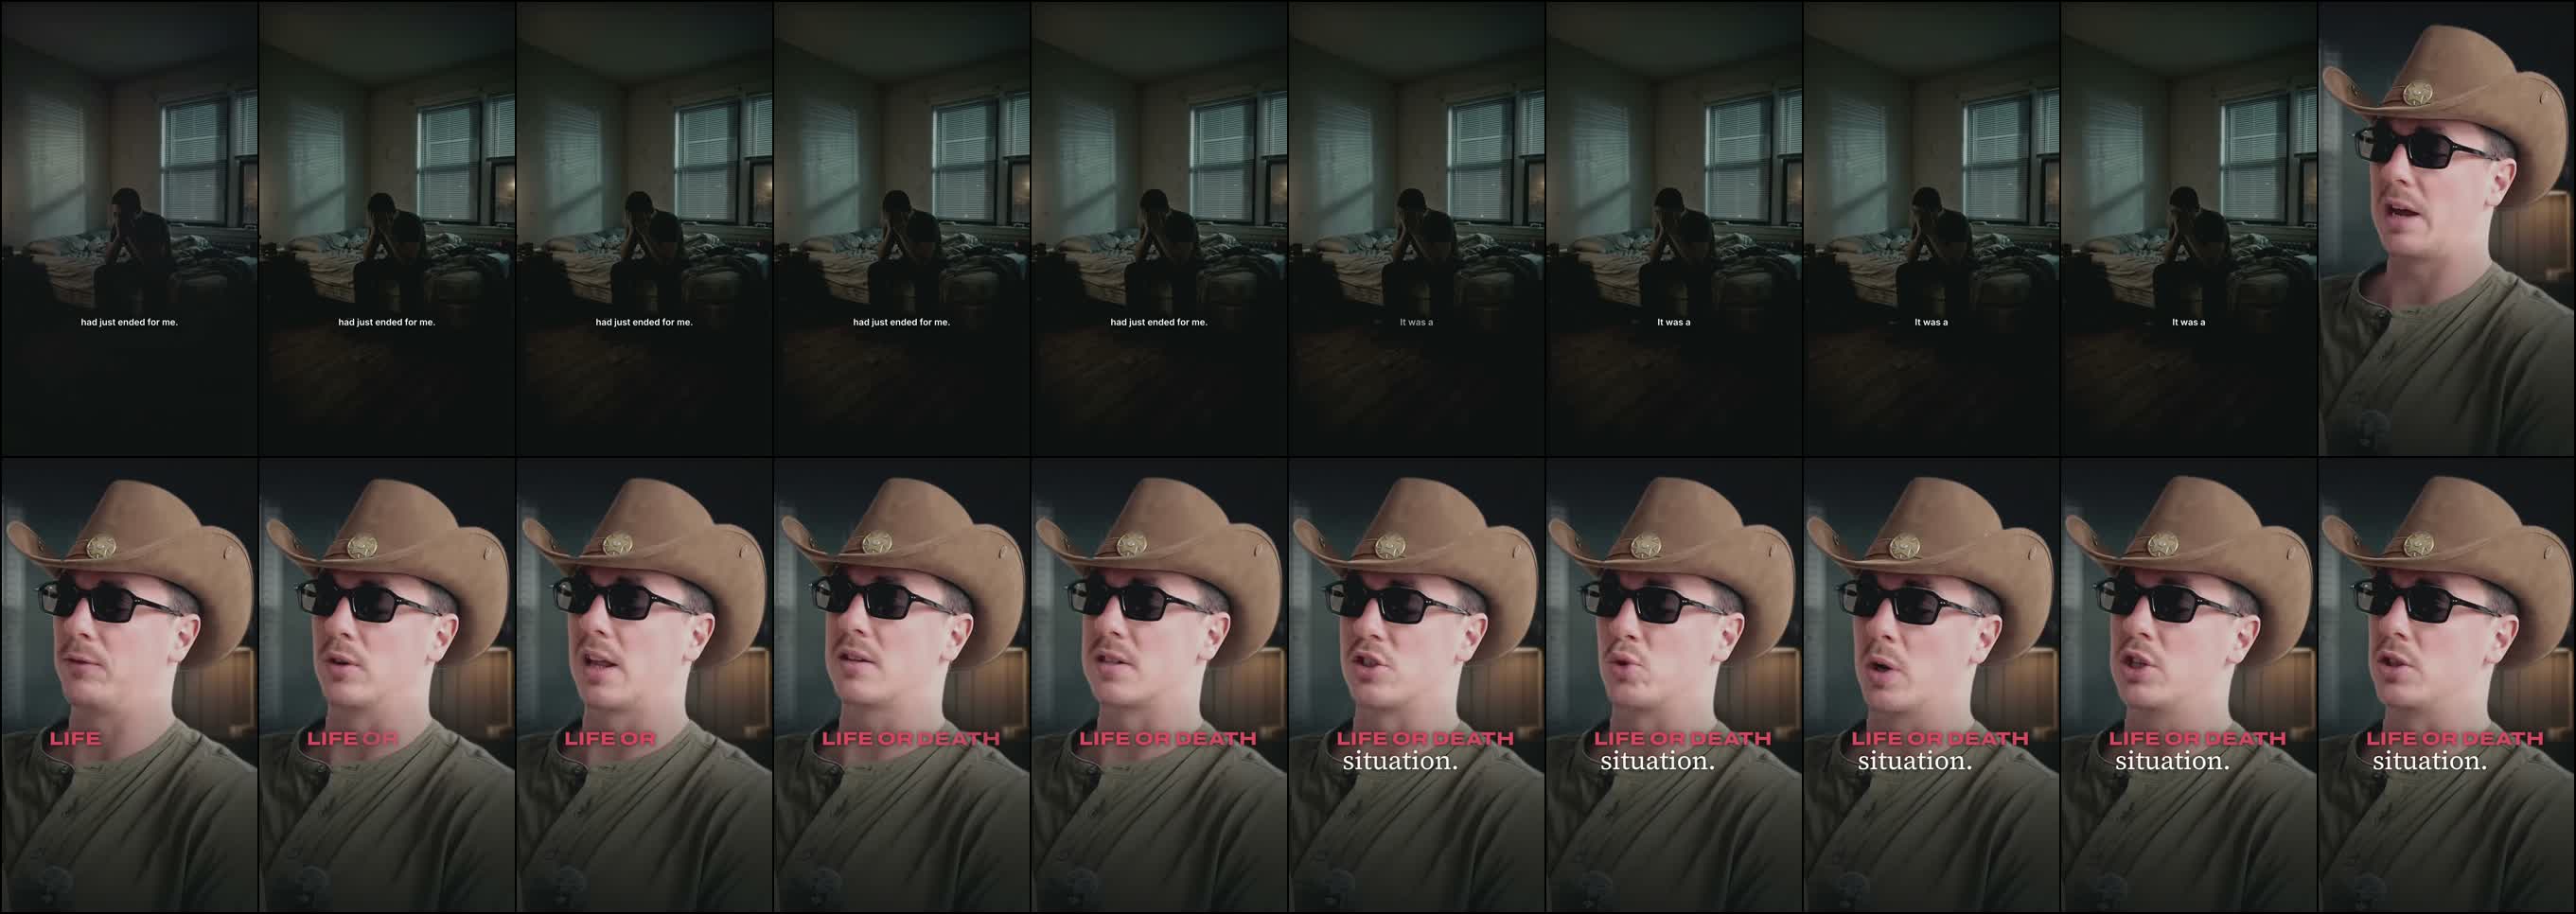 had just ended for me.
had just ended for me.
had just ended for me.
had just ended for me.
had just ended for me.
It was a
It was a
It was a
It was a
LIFE
LIFE OR
LIFE OR
LIFE OR DEATH
LIFE OR DEATH
LIFE OR DEATH
situation.
LIFE OR DEATH
situation.
LIFE OR DEATH
situation.
LIFE OR DEATH
situation.
LIFE OR DEATH
situation.